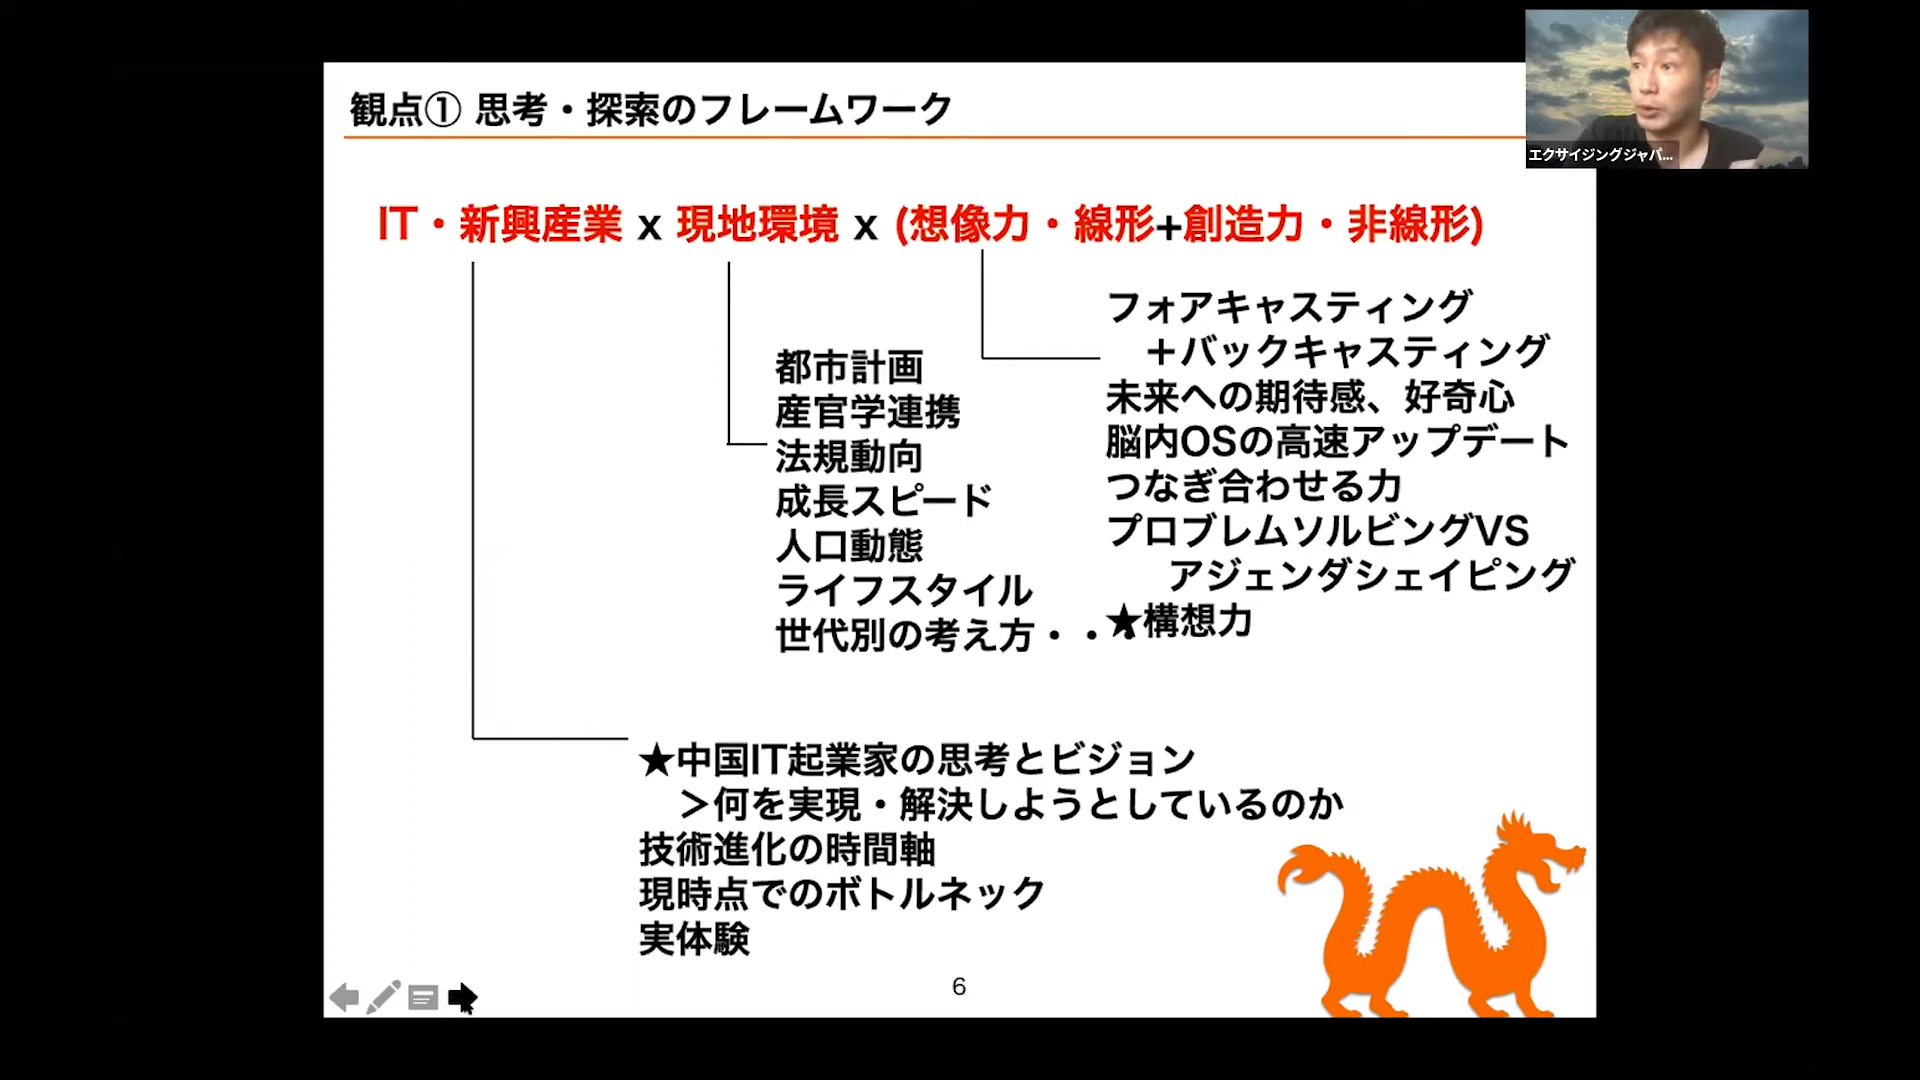 観点① 思考・探索のフレームワーク
エクサイジングジャパ...
IT・新興産業 x 現地環境 x (想像力・線形+創造力・非線形)
都市計画
産官学連携
法規動向
成長スピード
人口動態
ライフスタイル
世代別の考え方・・・
フォアキャスティング
＋バックキャスティング
未来への期待感、好奇心
脳内OSの高速アップデート
つなぎ合わせる力
プロブレムソルビングVS
アジェンダシェイピング
★構想力
★中国IT起業家の思考とビジョン
＞何を実現・解決しようとしているのか
技術進化の時間軸
現時点でのボトルネック
実体験
6